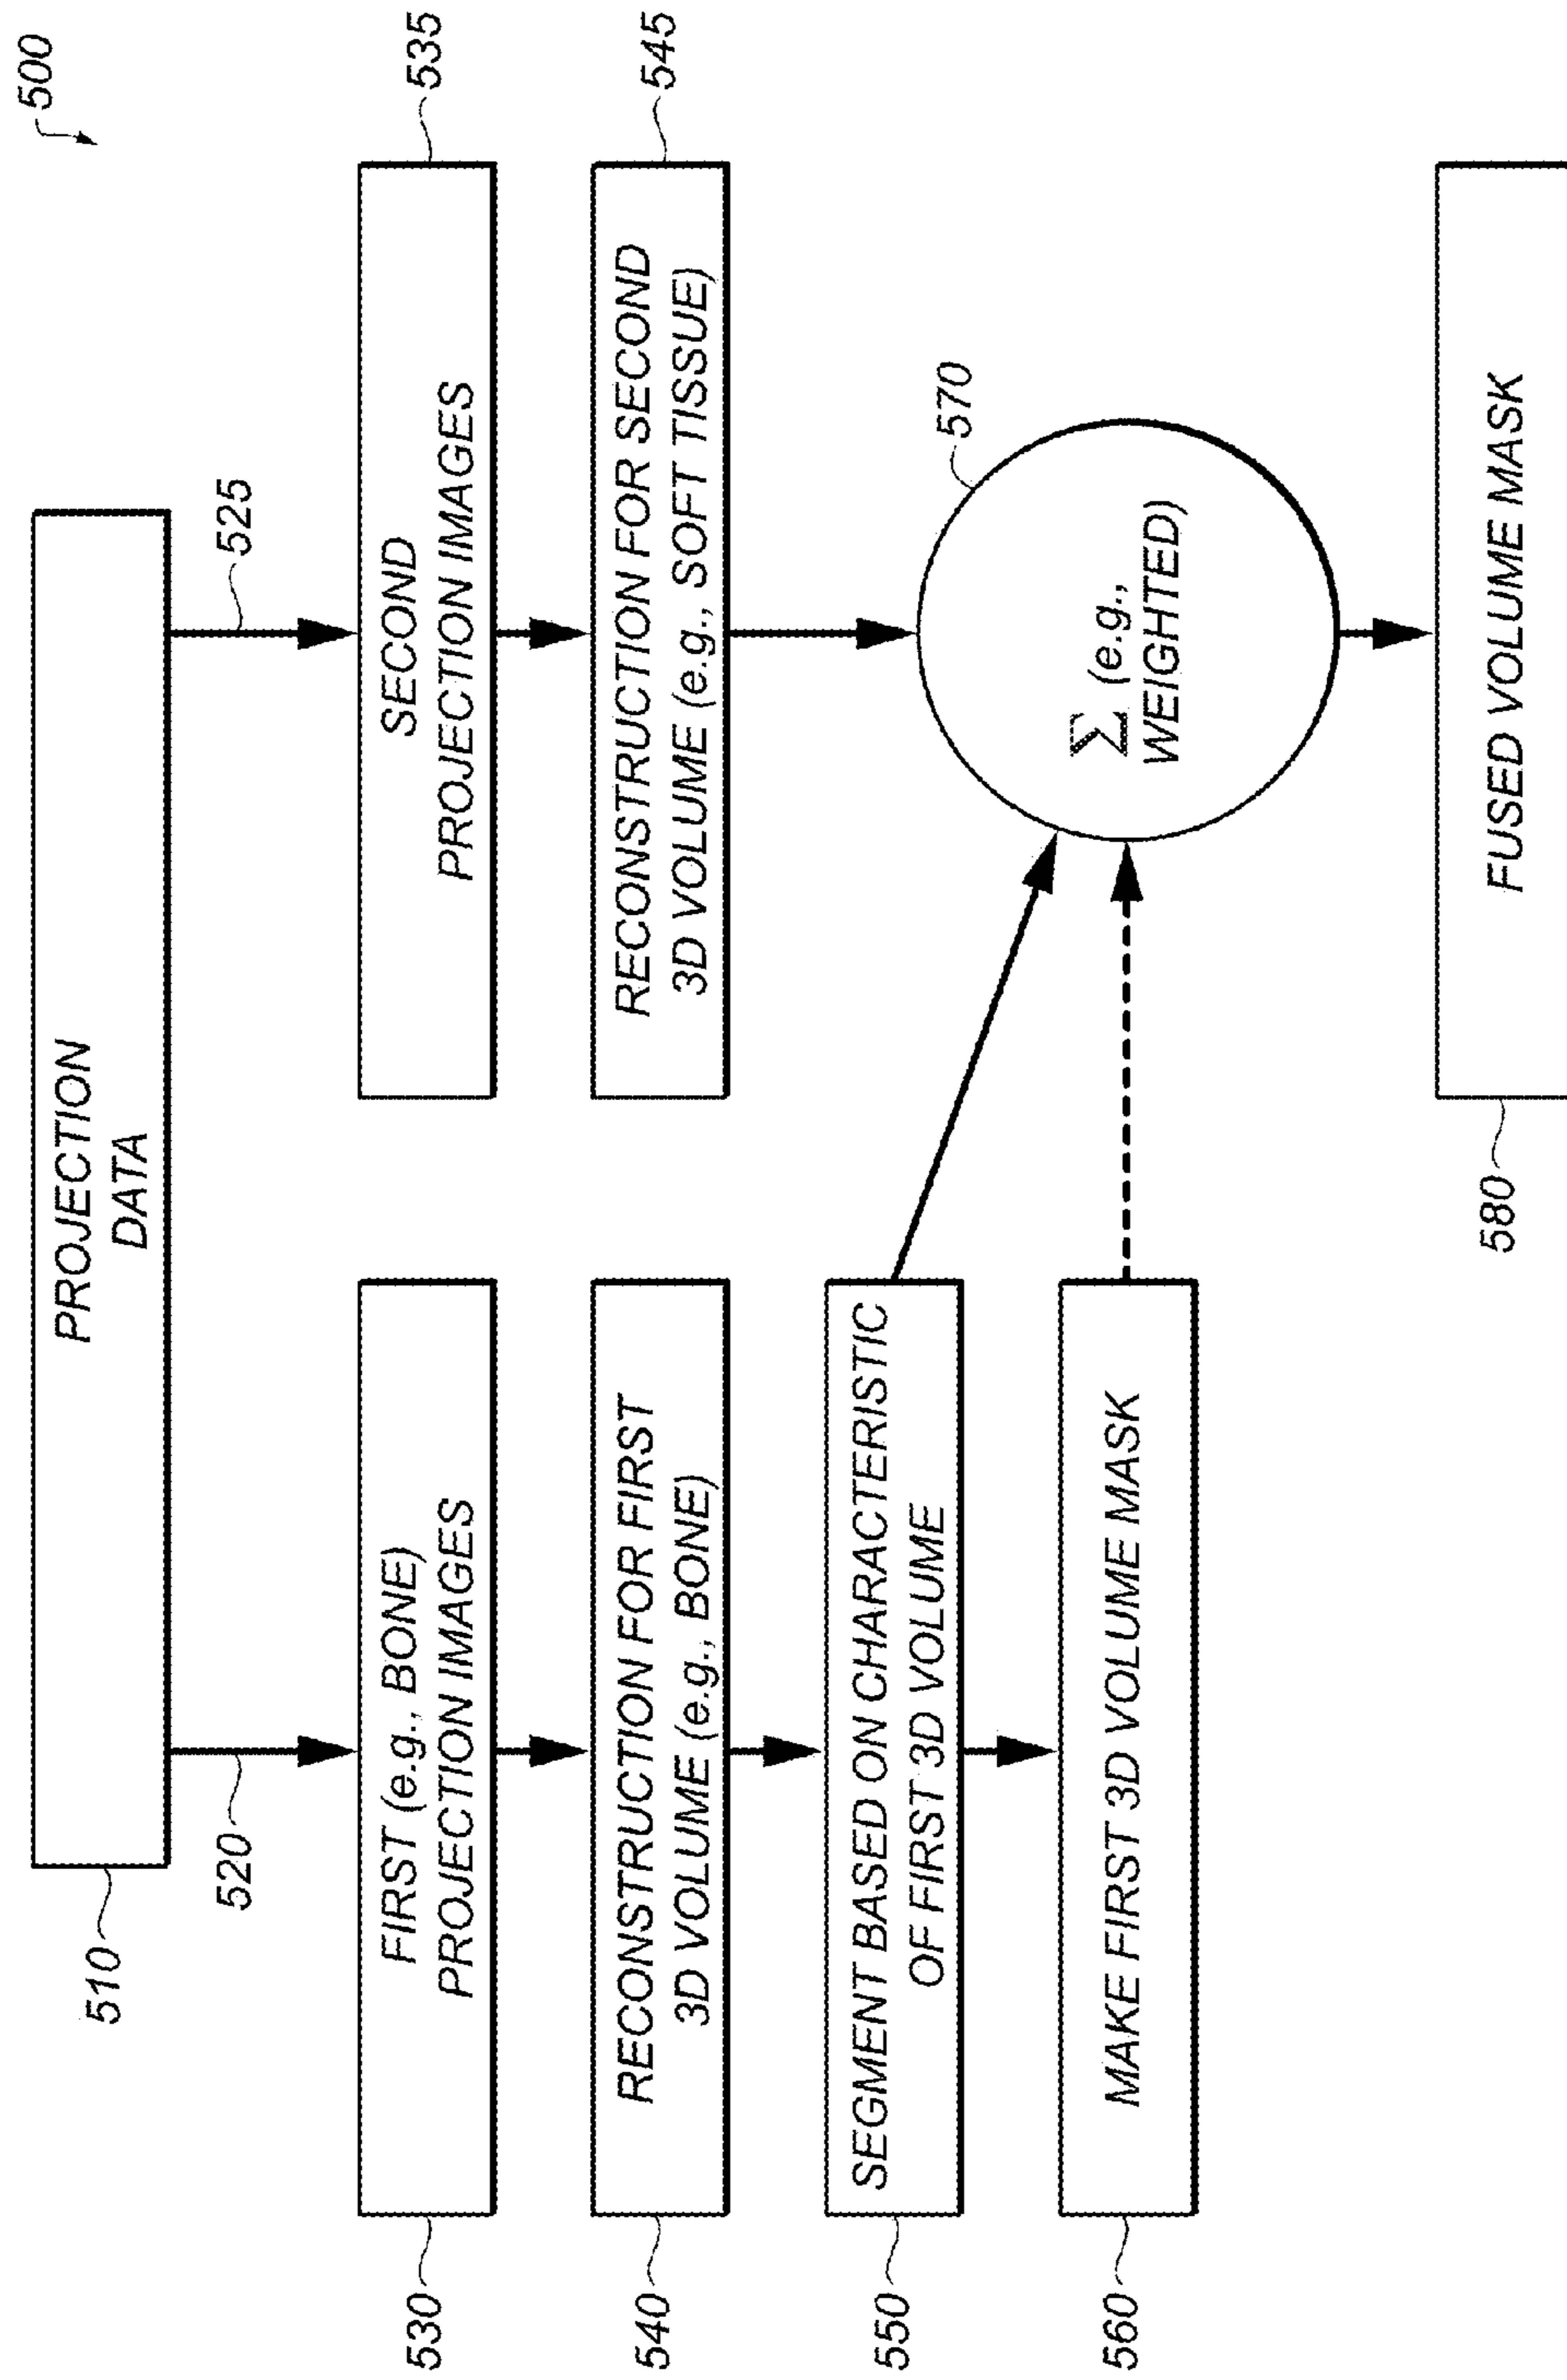 500
PROJECTION
DATA
510
520
525
FIRST (e.g., BONE)
PROJECTION IMAGES
530
SECOND
PROJECTION IMAGES
535
RECONSTRUCTION FOR FIRST
3D VOLUME (e.g., BONE)
540
RECONSTRUCTION FOR SECOND
3D VOLUME (e.g., SOFT TISSUE)
545
SEGMENT BASED ON CHARACTERISTIC
OF FIRST 3D VOLUME
550
MAKE FIRST 3D VOLUME MASK
560
Σ (e.g.,
WEIGHTED)
570
FUSED VOLUME MASK
580